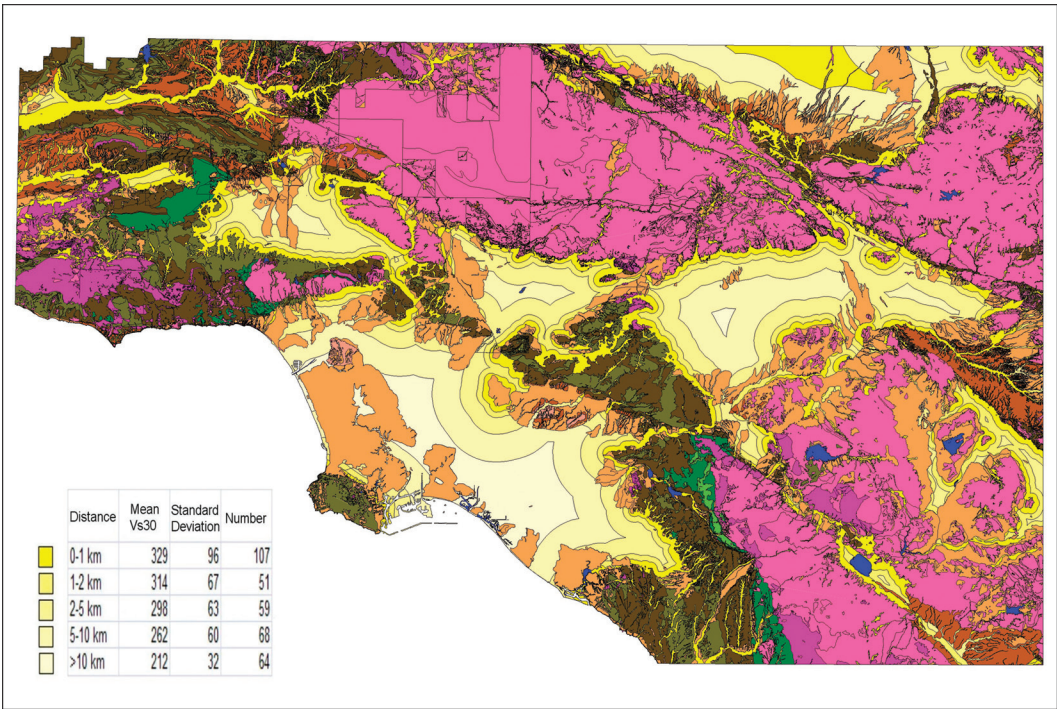 Distance Mean Vs30 Standard Deviation Number
0-1 km 329 96 107
1-2 km 314 67 51
2-5 km 298 63 59
5-10 km 262 60 68
>10 km 212 32 64